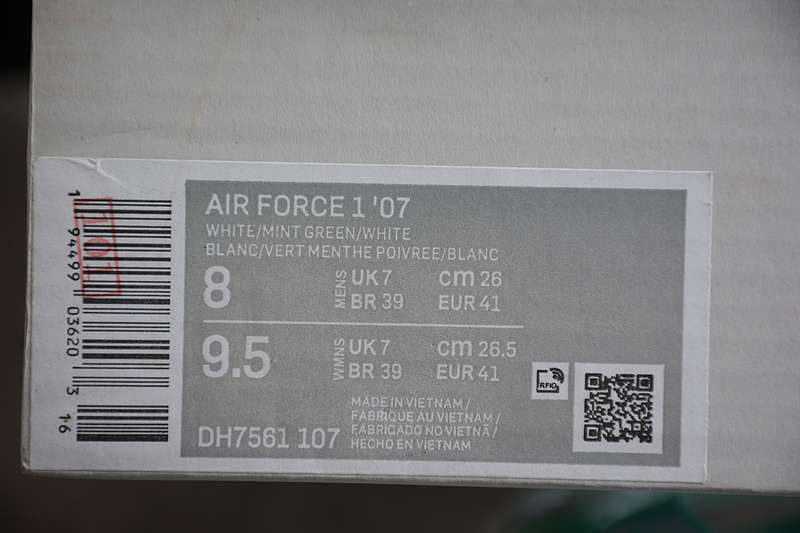 AIR FORCE 1 '07
WHITE/MINT GREEN/WHITE
BLANC/VERT MENTHE POIVREE/BLANC
8 MENS UK 7 cm 26
BR 39 EUR 41
9.5 WMNS UK 7 cm 26.5
BR 39 EUR 41
RFID
DH7561 107
MADE IN VIETNAM /
FABRIQUE AU VIETNAM /
FABRICADO NO VIETNÃ /
HECHO EN VIETNAM
1 94499 03620 3
16
101